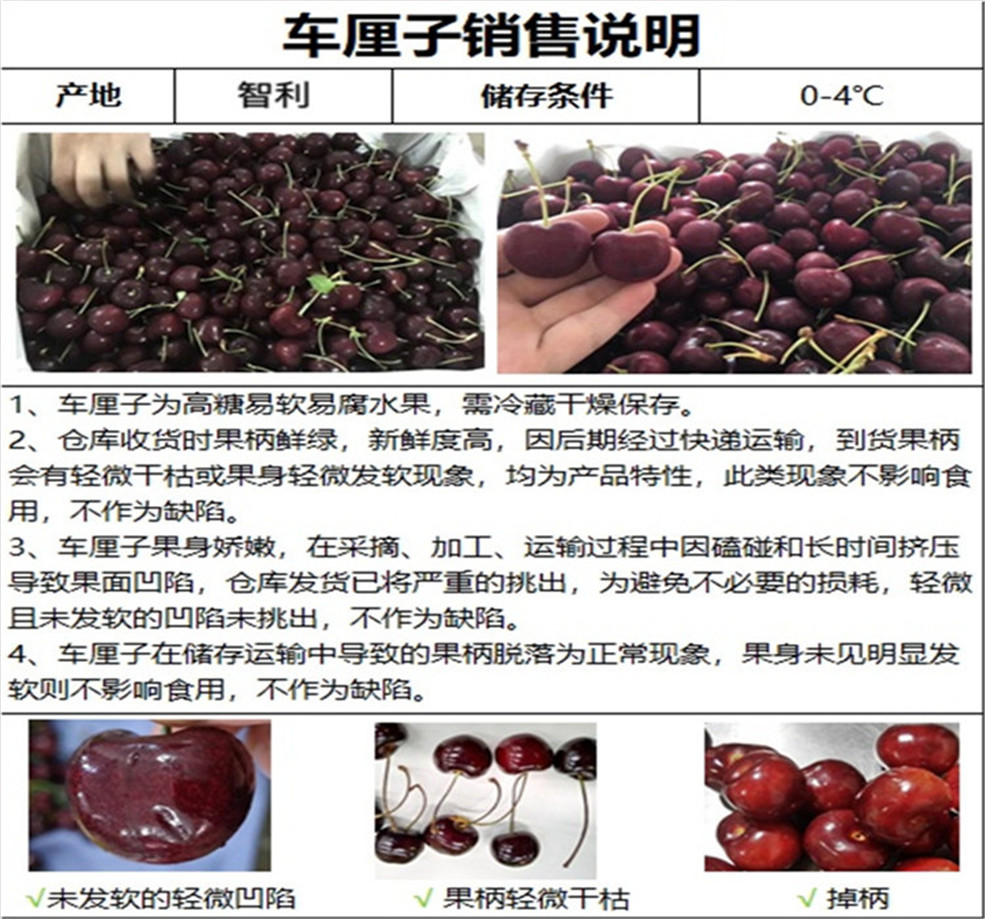 车厘子销售说明
产地 智利 储存条件 0-4℃
1、车厘子为高糖易软易腐水果，需冷藏干燥保存。
2、仓库收货时果柄鲜绿，新鲜度高，因后期经过快递运输，到货果柄
会有轻微干枯或果身轻微发软现象，均为产品特性，此类现象不影响食
用，不作为缺陷。
3、车厘子果身娇嫩，在采摘、加工、运输过程中因磕碰和长时间挤压
导致果面凹陷，仓库发货已将严重的挑出，为避免不必要的损耗，轻微
且未发软的凹陷未挑出，不作为缺陷。
4、车厘子在储存运输中导致的果柄脱落为正常现象，果身未见明显发
软则不影响食用，不作为缺陷。
√未发软的轻微凹陷 √ 果柄轻微干枯 √ 掉柄